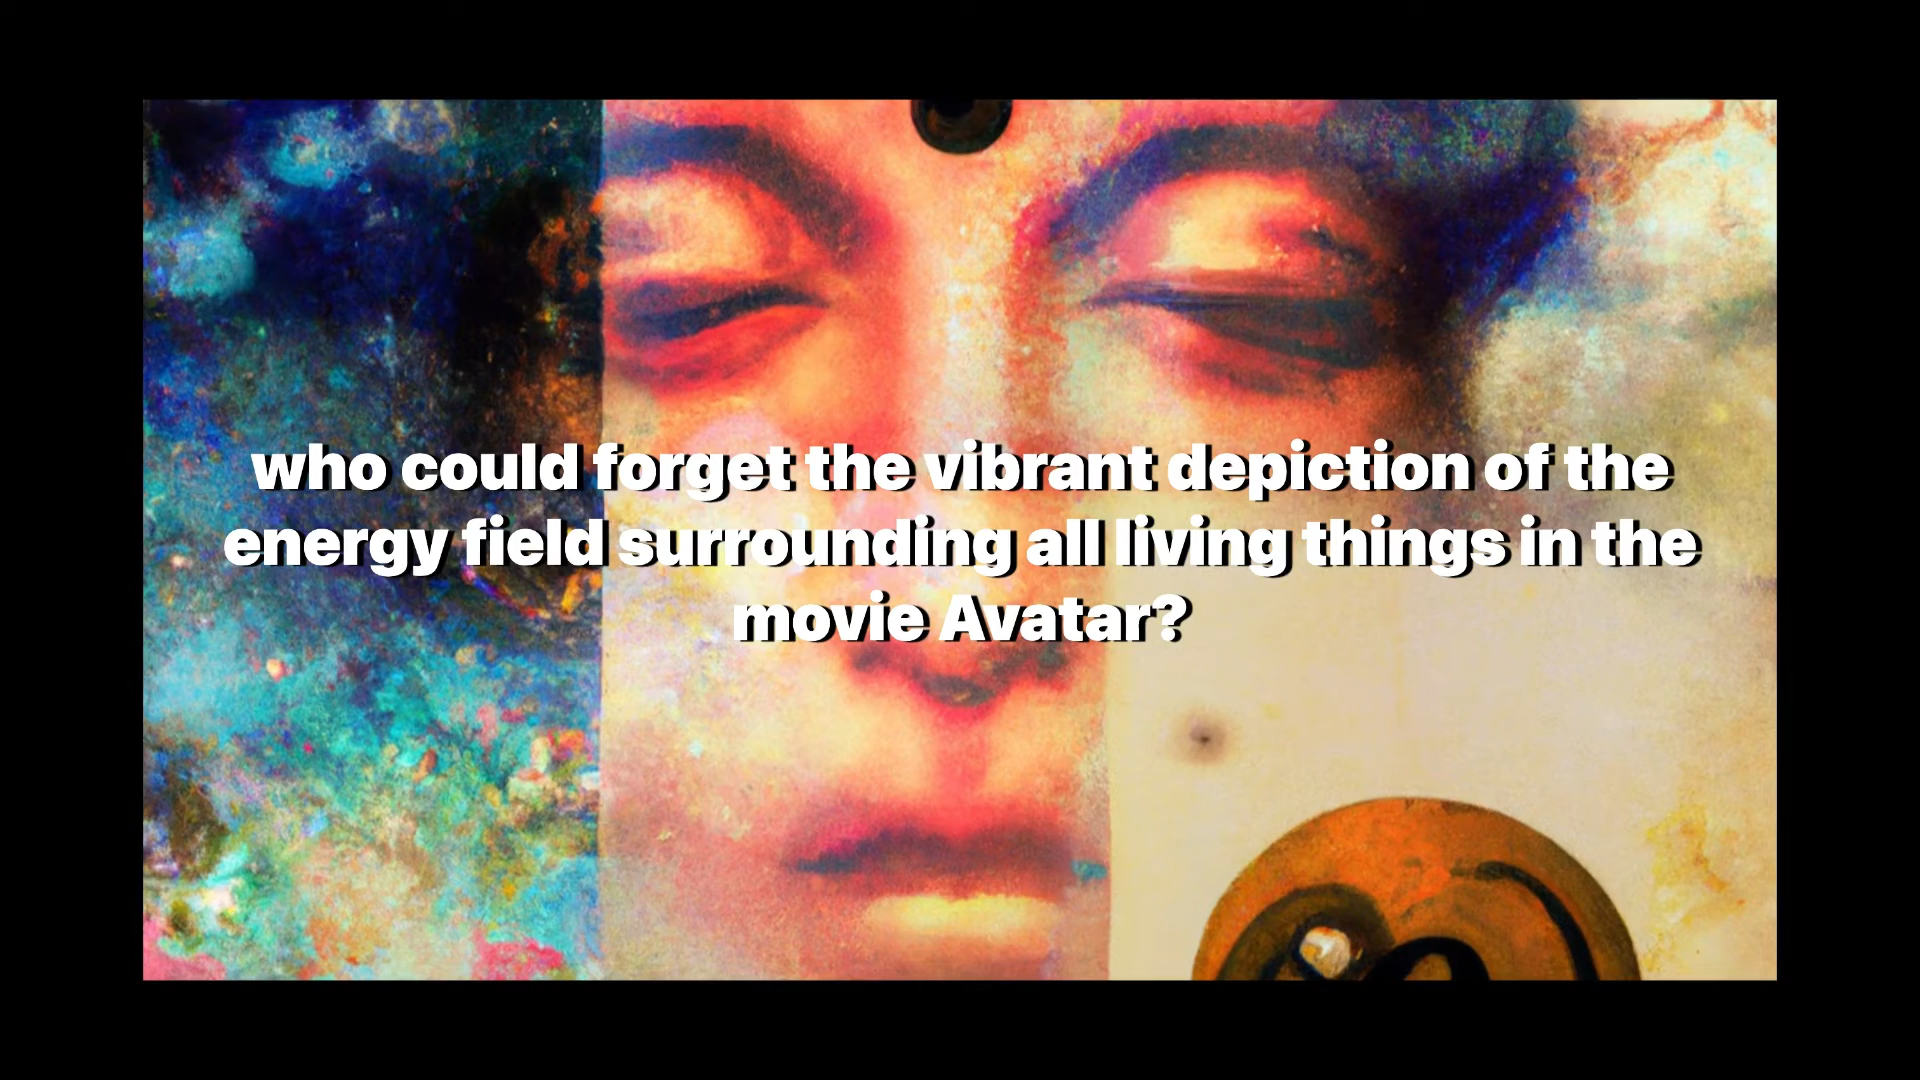 who could forget the vibrant depiction of the
energy field surrounding all living things in the
movie Avatar?